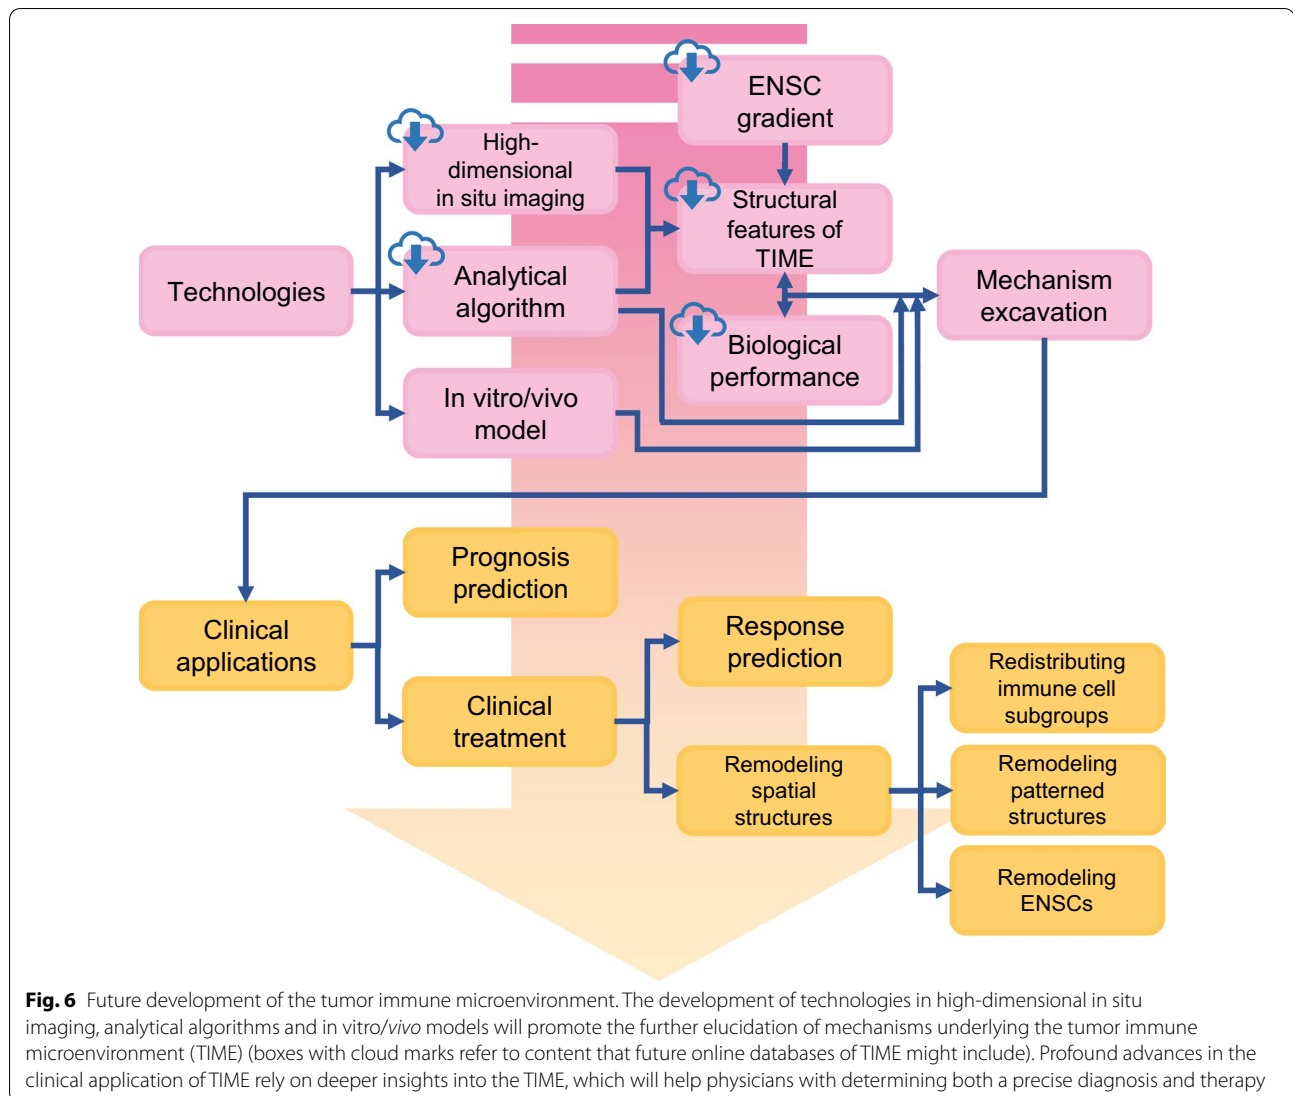 ENSC
gradient
High-
dimensional
in situ imaging
Structural
features of
TIME
Technologies
Analytical
algorithm
Mechanism
excavation
Biological
performance
In vitro/vivo
model
Prognosis
prediction
Clinical
applications
Response
prediction
Clinical
treatment
Redistributing
immune cell
subgroups
Remodeling
spatial
structures
Remodeling
patterned
structures
Remodeling
ENSCs
Fig. 6 Future development of the tumor immune microenvironment. The development of technologies in high-dimensional in situ
imaging, analytical algorithms and in vitro/vivo models will promote the further elucidation of mechanisms underlying the tumor immune
microenvironment (TIME) (boxes with cloud marks refer to content that future online databases of TIME might include). Profound advances in the
clinical application of TIME rely on deeper insights into the TIME, which will help physicians with determining both a precise diagnosis and therapy